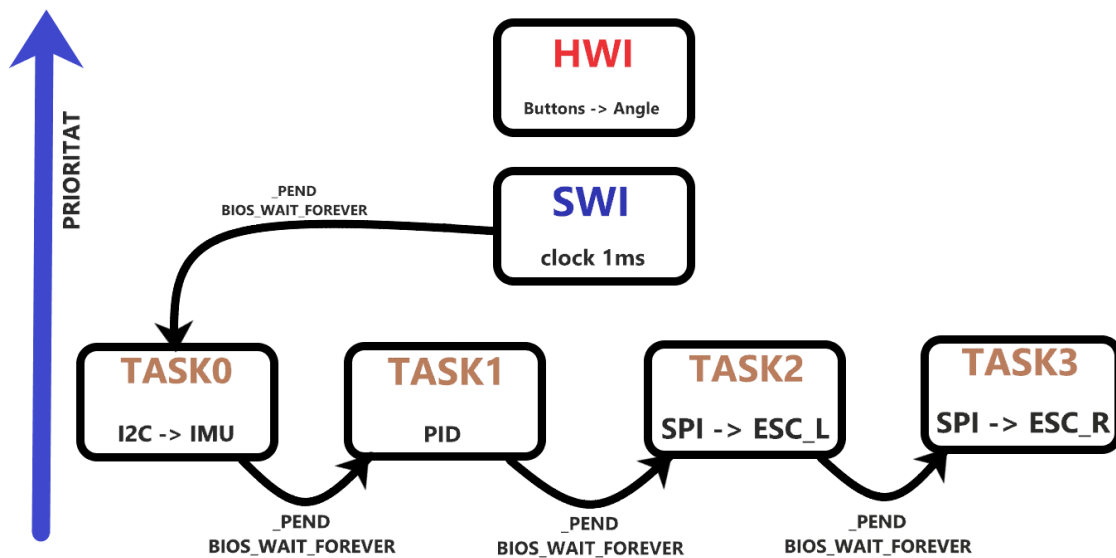 HWI
Buttons -> Angle
PRIORITAT
_PEND
BIOS_WAIT_FOREVER
SWI
clock 1ms
TASK0
I2C -> IMU
TASK1
PID
TASK2
SPI -> ESC_L
TASK3
SPI -> ESC_R
_PEND
BIOS_WAIT_FOREVER
_PEND
BIOS_WAIT_FOREVER
_PEND
BIOS_WAIT_FOREVER